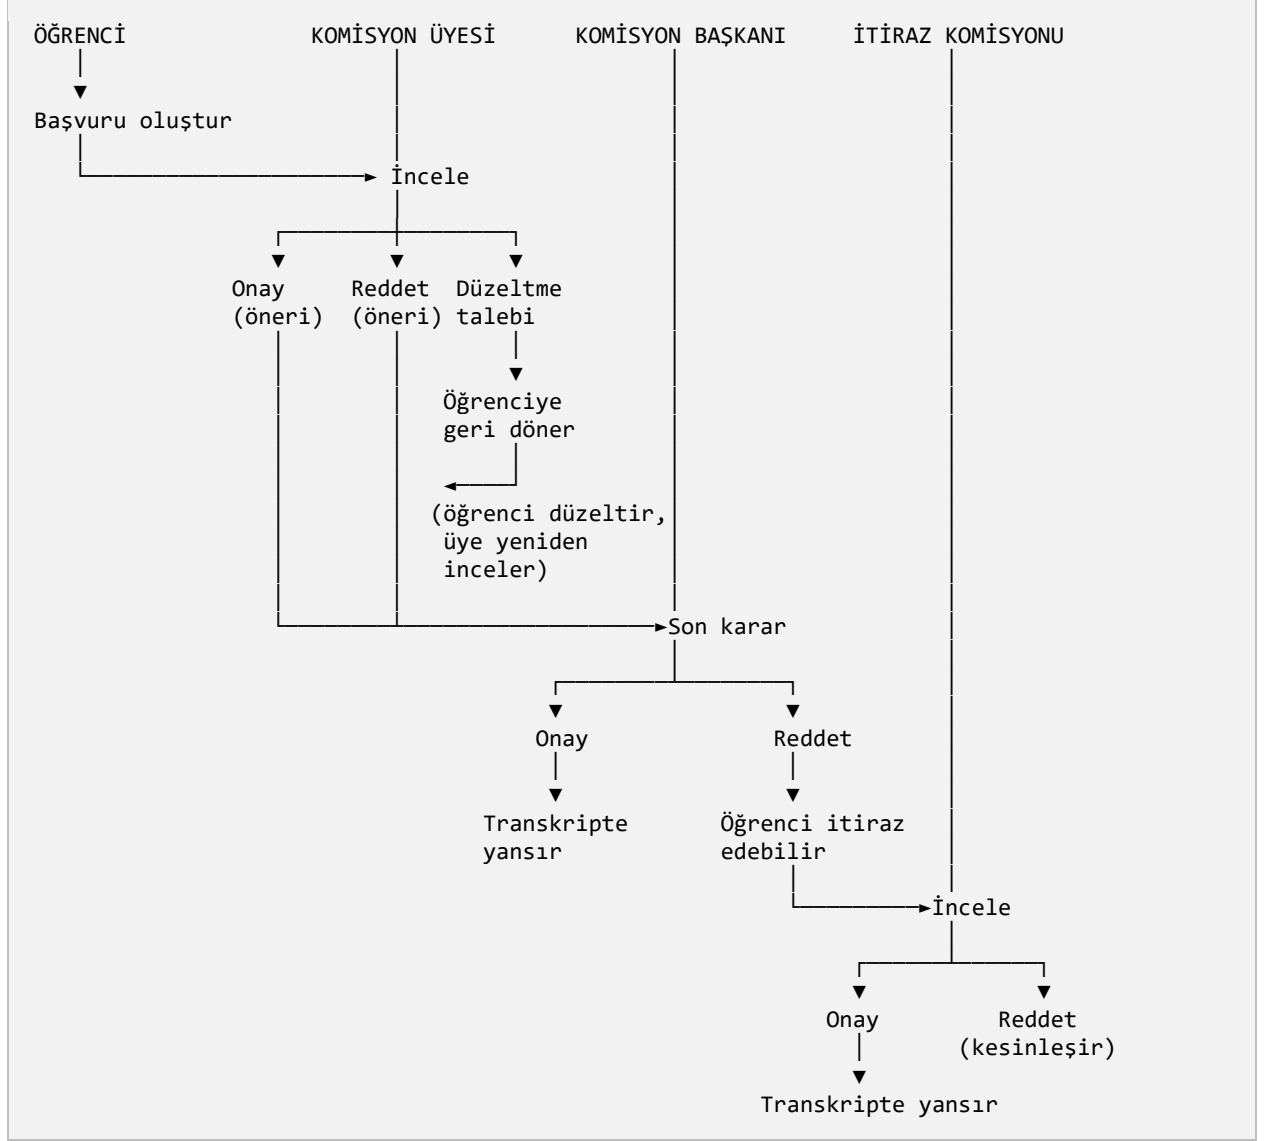 ÖĞRENCİ KOMİSYON ÜYESİ KOMİSYON BAŞKANI İTİRAZ KOMİSYONU
Başvuru oluştur
İncele
Onay Reddet Düzeltme
(öneri) (öneri) talebi
Öğrenciye
geri döner
(öğrenci düzeltir,
üye yeniden
inceler)
Son karar
Onay Reddet
Transkripte Öğrenci itiraz
yansır edebilir
İncele
Onay Reddet
(kesinleşir)
Transkripte yansır